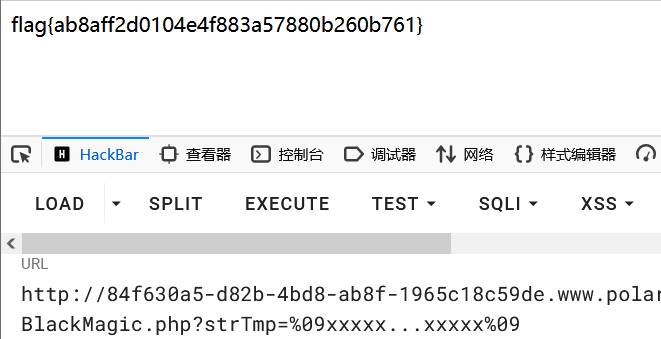 flag{ab8aff2d0104e4f883a57880b260b761}
HackBar 查看器 控制台 调试器 网络 样式编辑器
LOAD SPLIT EXECUTE TEST SQLI XSS
URL
http://84f630a5-d82b-4bd8-ab8f-1965c18c59de.www.polar
BlackMagic.php?strTmp=%09xxxxx...xxxxx%09